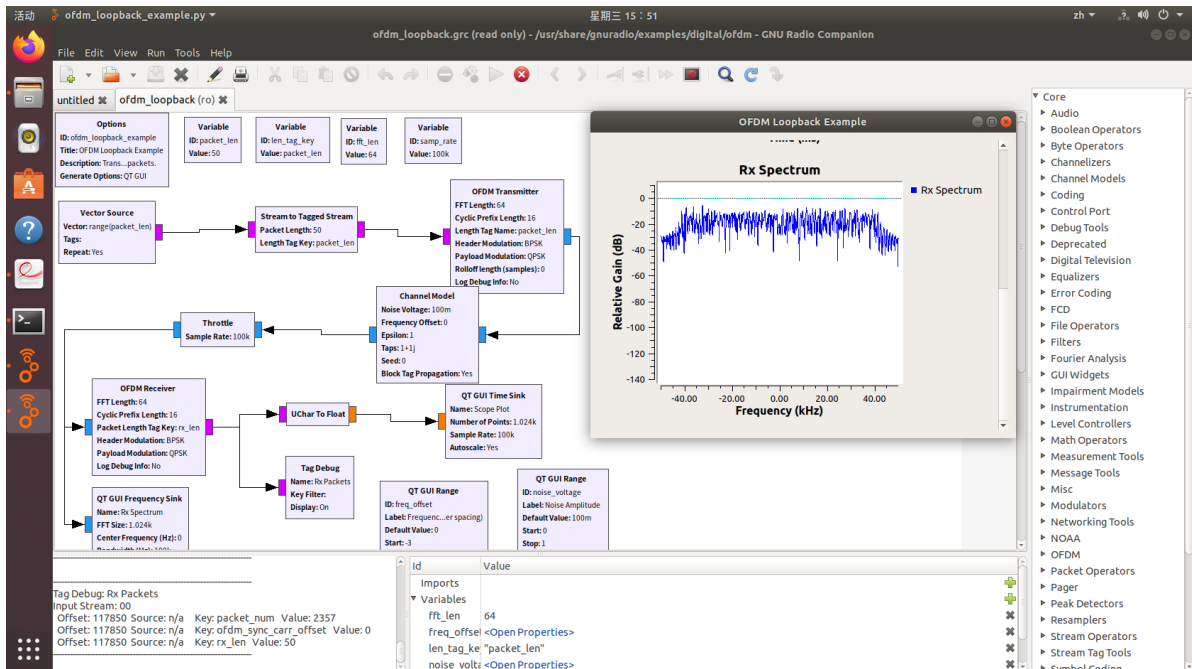 活动
ofdm_loopback_example.py
星期三 15：51
zh
ofdm_loopback.grc (read only) - /usr/share/gnuradio/examples/digital/ofdm - GNU Radio Companion
File Edit View Run Tools Help
untitled
ofdm_loopback (ro)
Options
ID: ofdm_loopback_example
Title: OFDM Loopback Example
Description: Trans...packets.
Generate Options: QT GUI
Variable
ID: packet_len
Value: 50
Variable
ID: len_tag_key
Value: packet_len
Variable
ID: fft_len
Value: 64
Variable
ID: samp_rate
Value: 100k
Vector Source
Vector: range(packet_len)
Tags:
Repeat: Yes
Stream to Tagged Stream
Packet Length: 50
Length Tag Key: packet_len
OFDM Transmitter
FFT Length: 64
Cyclic Prefix Length: 16
Length Tag Name: packet_len
Header Modulation: BPSK
Payload Modulation: QPSK
Rolloff length (samples): 0
Log Debug Info: No
Channel Model
Noise Voltage: 100m
Frequency Offset: 0
Epsilon: 1
Taps: 1+1j
Seed: 0
Block Tag Propagation: Yes
Throttle
Sample Rate: 100k
OFDM Receiver
FFT Length: 64
Cyclic Prefix Length: 16
Packet Length Tag Key: rx_len
Header Modulation: BPSK
Payload Modulation: QPSK
Log Debug Info: No
UChar To Float
QT GUI Time Sink
Name: Scope Plot
Number of Points: 1.024k
Sample Rate: 100k
Autoscale: Yes
Tag Debug
Name: Rx Packets
Key Filter:
Display: On
QT GUI Frequency Sink
Name: Rx Spectrum
FFT Size: 1.024k
Center Frequency (Hz): 0
QT GUI Range
ID: freq_offset
Label: Frequenc...er spacing)
Default Value: 0
Start: -3
QT GUI Range
ID: noise_voltage
Label: Noise Amplitude
Default Value: 100m
Start: 0
Stop: 1
OFDM Loopback Example
Rx Spectrum
Rx Spectrum
Relative Gain (dB)
0
-20
-40
-60
-80
-100
-120
-140
-40.00 -20.00 0.00 20.00 40.00
Frequency (kHz)
Core
Audio
Boolean Operators
Byte Operators
Channelizers
Channel Models
Coding
Control Port
Debug Tools
Deprecated
Digital Television
Equalizers
Error Coding
FCD
File Operators
Filters
Fourier Analysis
GUI Widgets
Impairment Models
Instrumentation
Level Controllers
Math Operators
Measurement Tools
Message Tools
Misc
Modulators
Networking Tools
NOAA
OFDM
Packet Operators
Pager
Peak Detectors
Resamplers
Stream Operators
Stream Tag Tools
Symbol Coding
Tag Debug: Rx Packets
Input Stream: 00
Offset: 117850 Source: n/a Key: packet_num Value: 2357
Offset: 117850 Source: n/a Key: ofdm_sync_carr_offset Value: 0
Offset: 117850 Source: n/a Key: rx_len Value: 50
Id Value
Imports
Variables
fft_len 64
freq_offset <Open Properties>
len_tag_key "packet_len"
noise_volta <Open Properties>